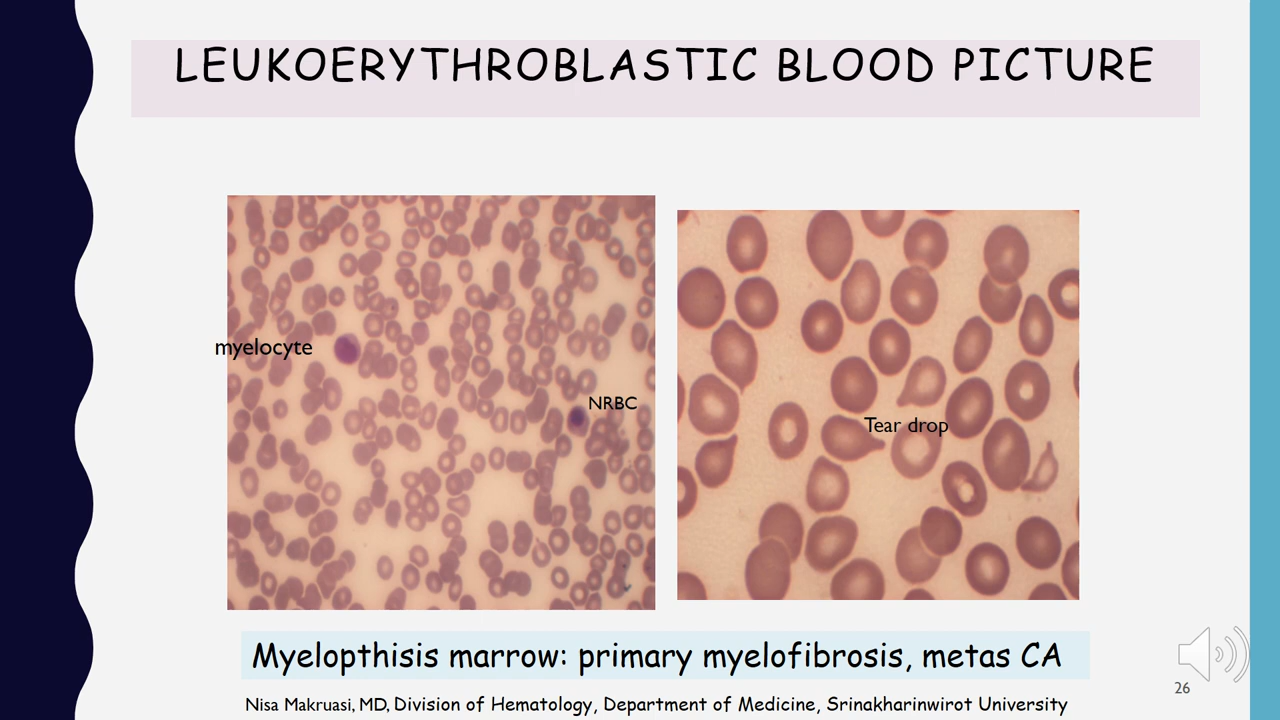 LEUKOERYTHROBLASTIC BLOOD PICTURE
myelocyte
NRBC
Tear drop
Myelopthisis marrow: primary myelofibrosis, metas CA
Nisa Makruasi, MD, Division of Hematology, Department of Medicine, Srinakharinwirot University
26